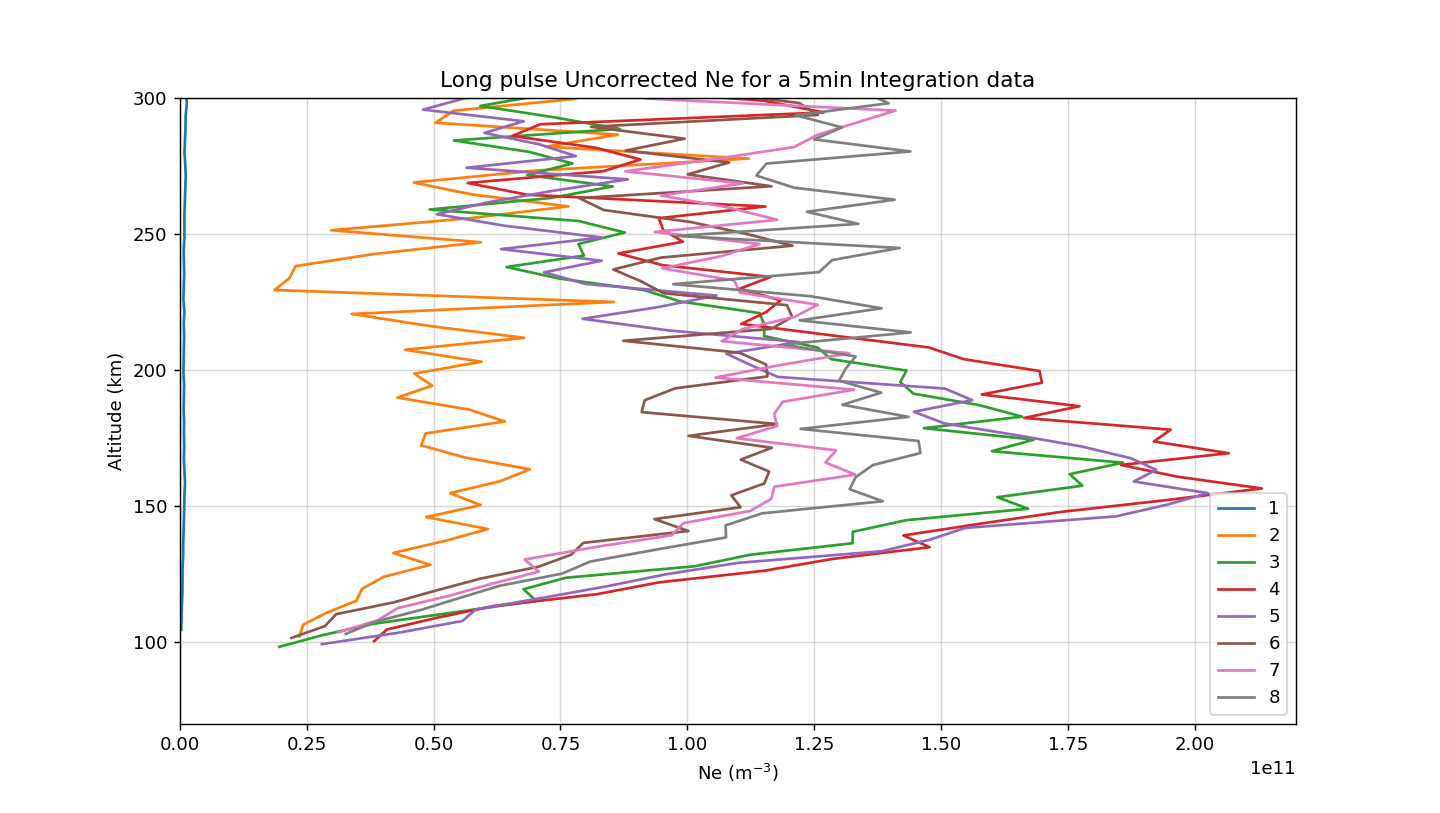 Long pulse Uncorrected Ne for a 5min Integration data
300
250
200
150
100
Altitude (km)
0.00 0.25 0.50 0.75 1.00 1.25 1.50 1.75 2.00
1e11
Ne (m⁻³)
1
2
3
4
5
6
7
8